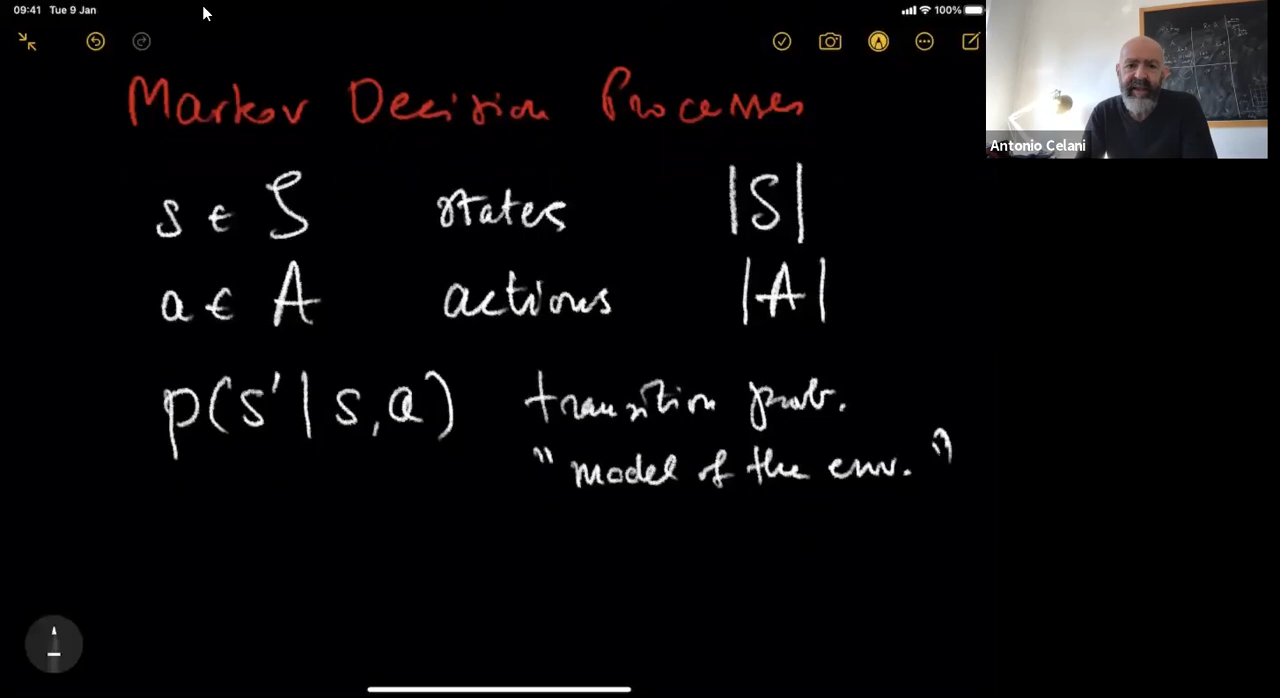 09:41 Tue 9 Jan 100%
Markov Decision Processes
s ∈ S states |S|
a ∈ A actions |A|
p(s'|s,a) transition prob.
"model of the env."
Antonio Celani